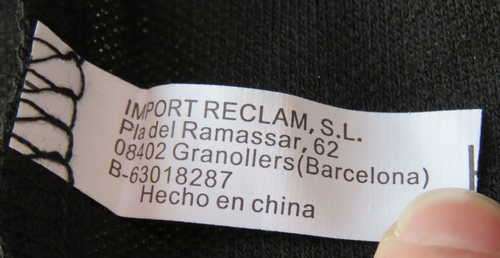 IMPORT RECLAM, S.L.
Pla del Ramassar, 62
08402 Granollers(Barcelona)
B-63018287
Hecho en china